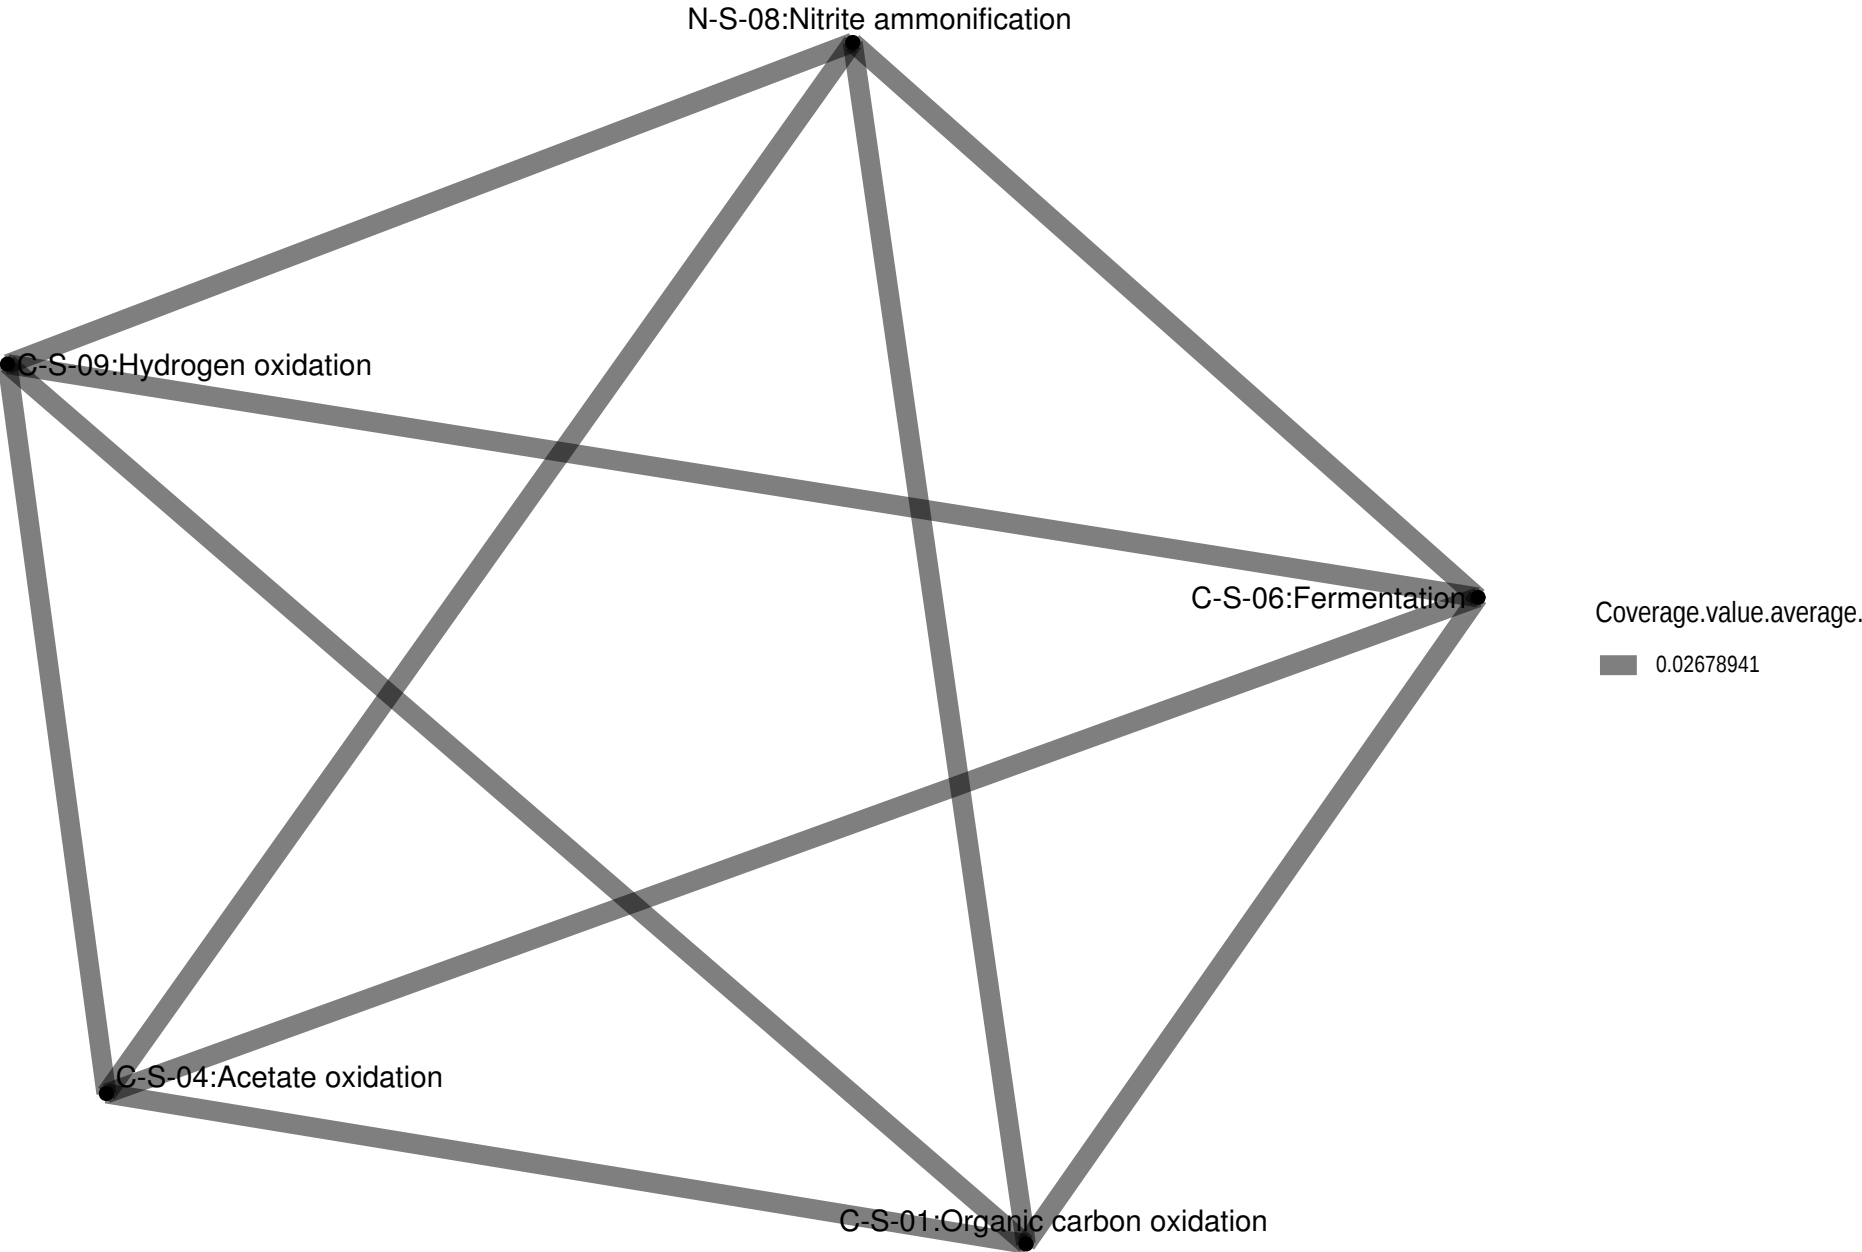 N-S-08:Nitrite ammonification
C-S-09:Hydrogen oxidation
C-S-06:Fermentation
Coverage.value.average.
0.02678941
C-S-04:Acetate oxidation
C-S-01:Organic carbon oxidation